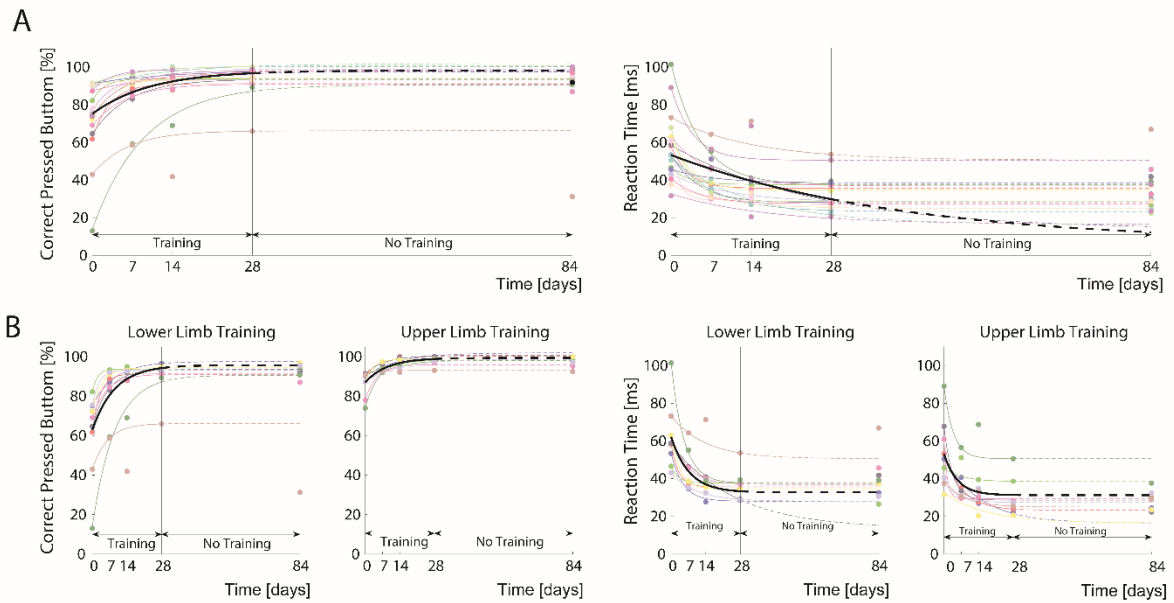 A
Correct Pressed Buttom [%]
100
80
60
40
20
0
Training
No Training
0 7 14 28 84
Time [days]
Reaction Time [ms]
100
80
60
40
20
0
Training
No Training
0 7 14 28 84
Time [days]
B
Lower Limb Training
Correct Pressed Buttom [%]
100
80
60
40
20
0
Training
No Training
0 7 14 28 84
Time [days]
Upper Limb Training
100
80
60
40
20
0
Training
No Training
0 7 14 28 84
Time [days]
Lower Limb Training
Reaction Time [ms]
100
80
60
40
20
0
Training
No Training
0 7 14 28 84
Time [days]
Upper Limb Training
100
80
60
40
20
0
Training
No Training
0 7 14 28 84
Time [days]